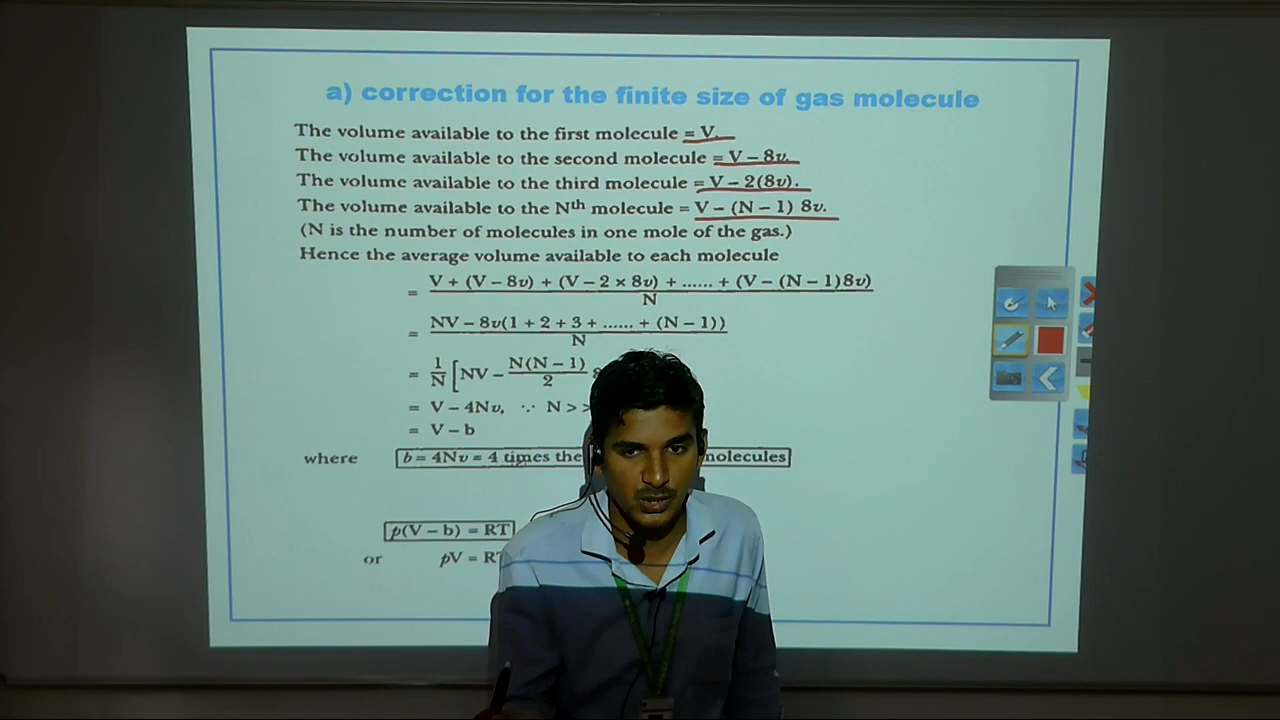 a) correction for the finite size of gas molecule
The volume available to the first molecule = V.
The volume available to the second molecule = V – 8v.
The volume available to the third molecule = V – 2(8v).
The volume available to the Nth molecule = V – (N – 1) 8v.
(N is the number of molecules in one mole of the gas.)
Hence the average volume available to each molecule
= V + (V – 8v) + (V – 2 × 8v) + ...... + (V – (N – 1)8v)
N
= NV – 8v(1 + 2 + 3 + ...... + (N – 1))
N
= 1/N [NV – N(N – 1)/2
= V – 4Nv, ∵ N >
= V – b
where b = 4Nv = 4 times the molecules
p(V – b) = RT
or pV = R